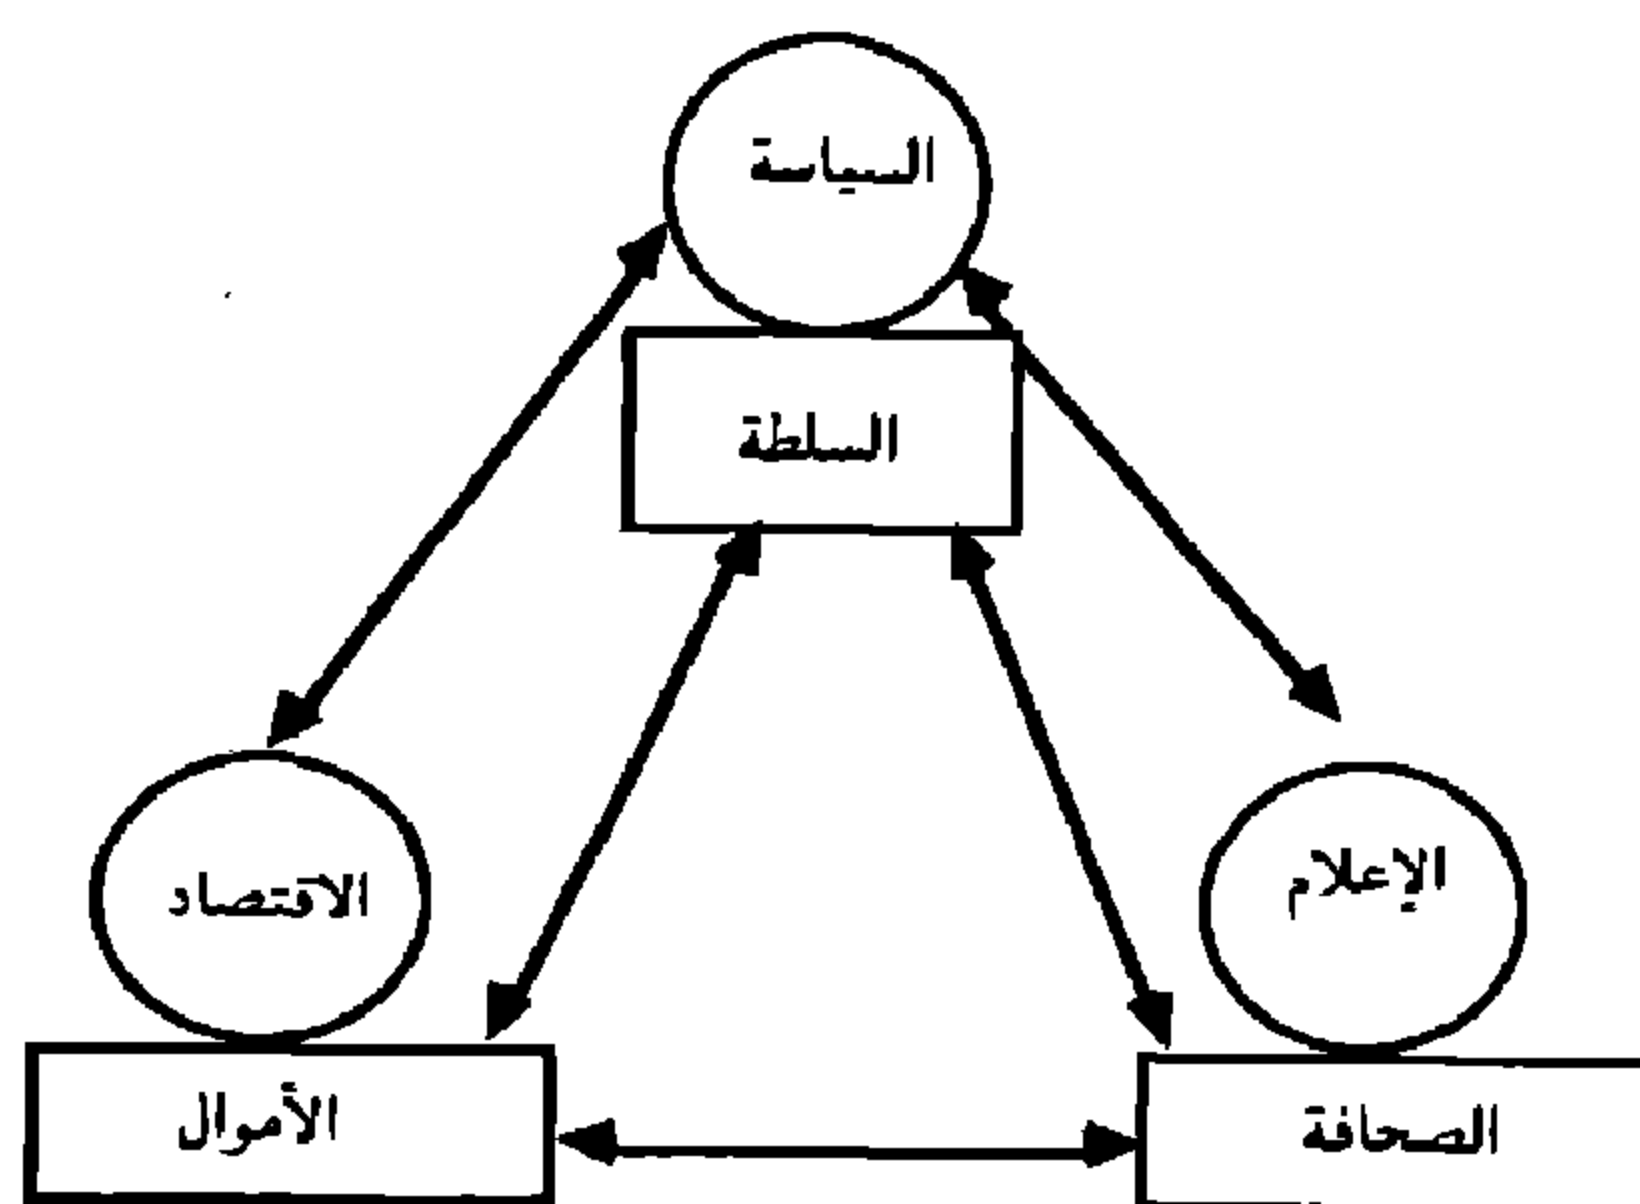 السياسة
السلطة
الإعلام
الاقتصاد
الصحافة
الأموال